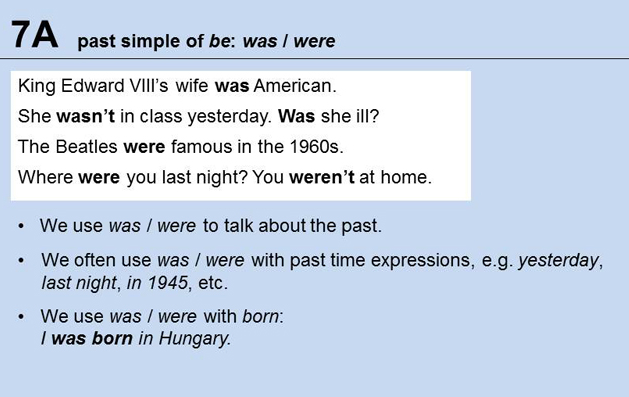 7A past simple of be: was / were
King Edward VIII’s wife was American.
She wasn’t in class yesterday. Was she ill?
The Beatles were famous in the 1960s.
Where were you last night? You weren’t at home.
• We use was / were to talk about the past.
• We often use was / were with past time expressions, e.g. yesterday,
last night, in 1945, etc.
• We use was / were with born:
I was born in Hungary.